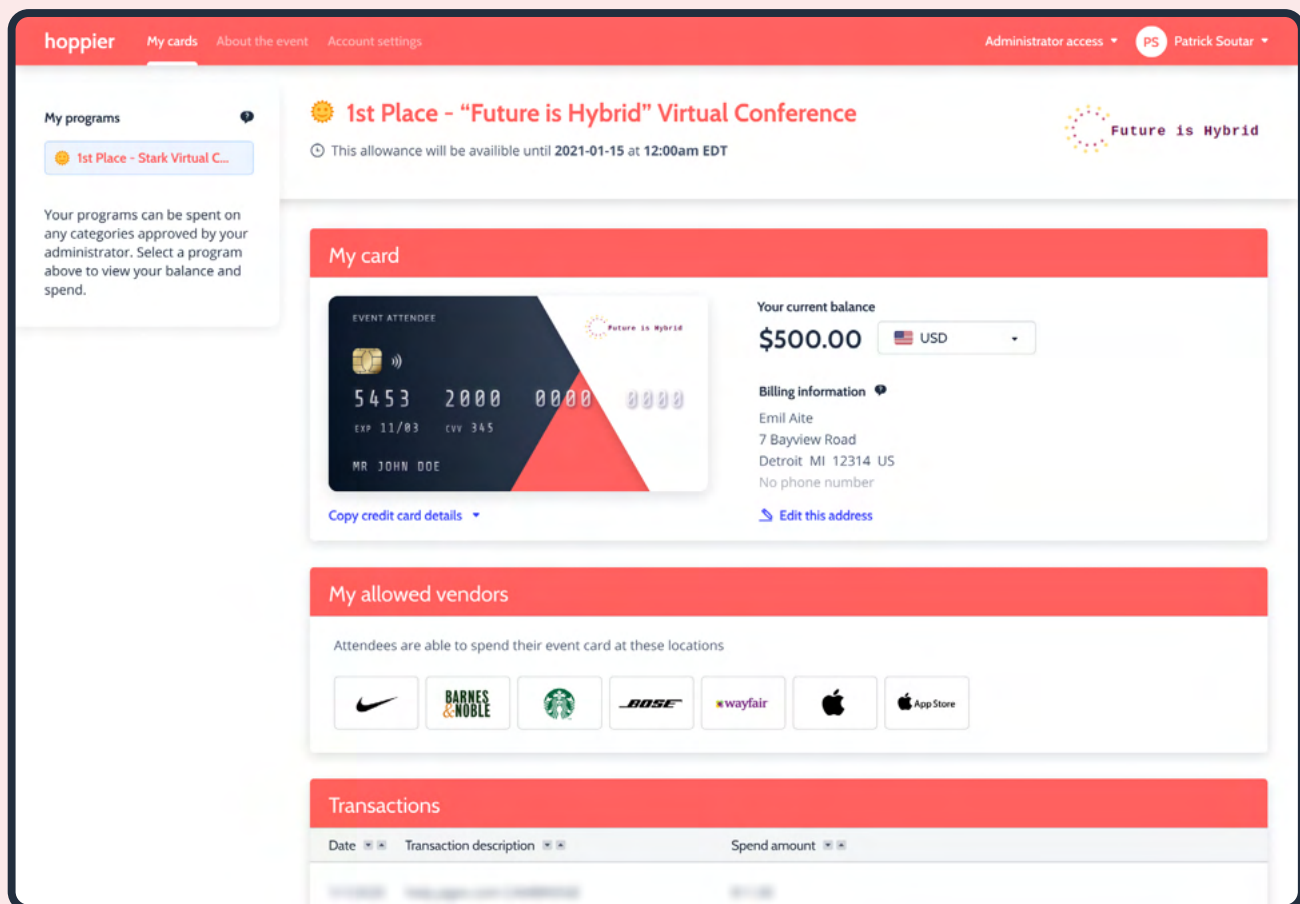 hoppier My cards About the event Account settings Administrator access PS Patrick Soutar
My programs
1st Place - Stark Virtual C...
Your programs can be spent on
any categories approved by your
administrator. Select a program
above to view your balance and
spend.
1st Place - “Future is Hybrid” Virtual Conference
This allowance will be availible until 2021-01-15 at 12:00am EDT
Future is Hybrid
My card
EVENT ATTENDEE
Future is Hybrid
5453 2000 0000 0000
EXP 11/03 CVV 345
MR JOHN DOE
Copy credit card details
Your current balance
$500.00 USD
Billing information
Emil Aite
7 Bayview Road
Detroit MI 12314 US
No phone number
Edit this address
My allowed vendors
Attendees are able to spend their event card at these locations
BARNES
&NOBLE
BOSE
wayfair
App Store
Transactions
Date Transaction description Spend amount